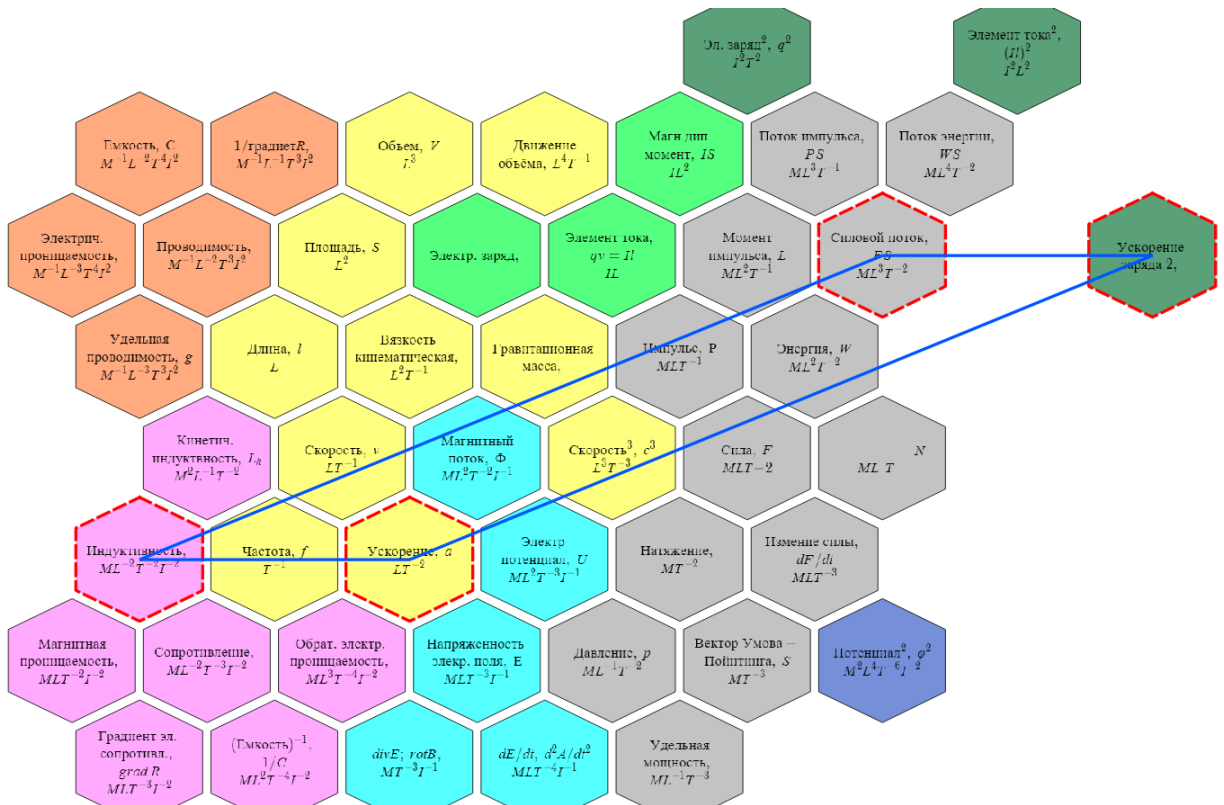 Эл. заряд², q²
I²T²
Элемент тока²,
(Il)²
I²L²
Емкость, C
M⁻¹L⁻²T⁴I²
1/градиетR,
M⁻¹L⁻¹T³I²
Объем, V
L³
Движение
объёма, L⁴T⁻¹
Магн дип
момент, IS
IL²
Поток импульса,
PS
ML³T⁻¹
Поток энергии,
WS
ML⁴T⁻²
Электрич.
проницаемость,
M⁻¹L⁻³T⁴I²
Проводимость,
M⁻¹L⁻²T³I²
Площадь, S
L²
Электр. заряд,
Элемент тока,
qv = Il
IL
Момент
импульса, L
ML²T⁻¹
Силовой поток,
FS
ML³T⁻²
Ускорение
заряда 2,
Удельная
проводимость, g
M⁻¹L⁻³T³I²
Длина, l
L
Вязкость
кинематическая,
L²T⁻¹
Гравитационная
масса,
Импульс, P
MLT⁻¹
Энергия, W
ML²T⁻²
Кинетич.
индуктвность, L_k
M²L⁻¹T⁻²
Скорость, v
LT⁻¹
Магнитный
поток, Ф
ML²T⁻²I⁻¹
Скорость³, c³
L³T⁻³
Сила, F
MLT−2
N
ML T
Индуктивность,
ML⁻²T⁻²I⁻²
Частота, f
T⁻¹
Ускорение, a
LT⁻²
Электр
потенциал, U
ML²T⁻³I⁻¹
Натяжение,
MT⁻²
Измение силы,
dF/dt
MLT⁻³
Магнитная
проницаемость,
MLT⁻²I⁻²
Сопротивление,
ML⁻²T⁻³I⁻²
Обрат. электр.
проницаемость,
ML³T⁻⁴I⁻²
Напряженность
элекр. поля, E
MLT⁻³I⁻¹
Давление, p
ML⁻¹T⁻²
Вектор Умова −
Пойнтинга, S
MT⁻³
Потенциал², φ²
M²L⁴T⁻⁶I⁻²
Градиент эл.
сопротивл.,
grad R
MLT⁻³I⁻²
(Емкость)⁻¹,
1/C
ML²T⁻⁴I⁻²
divE; rotB,
MT⁻³I⁻¹
dE/dt, d²A/dt²
MLT⁻⁴I⁻¹
Удельная
мощность,
ML⁻¹T⁻³